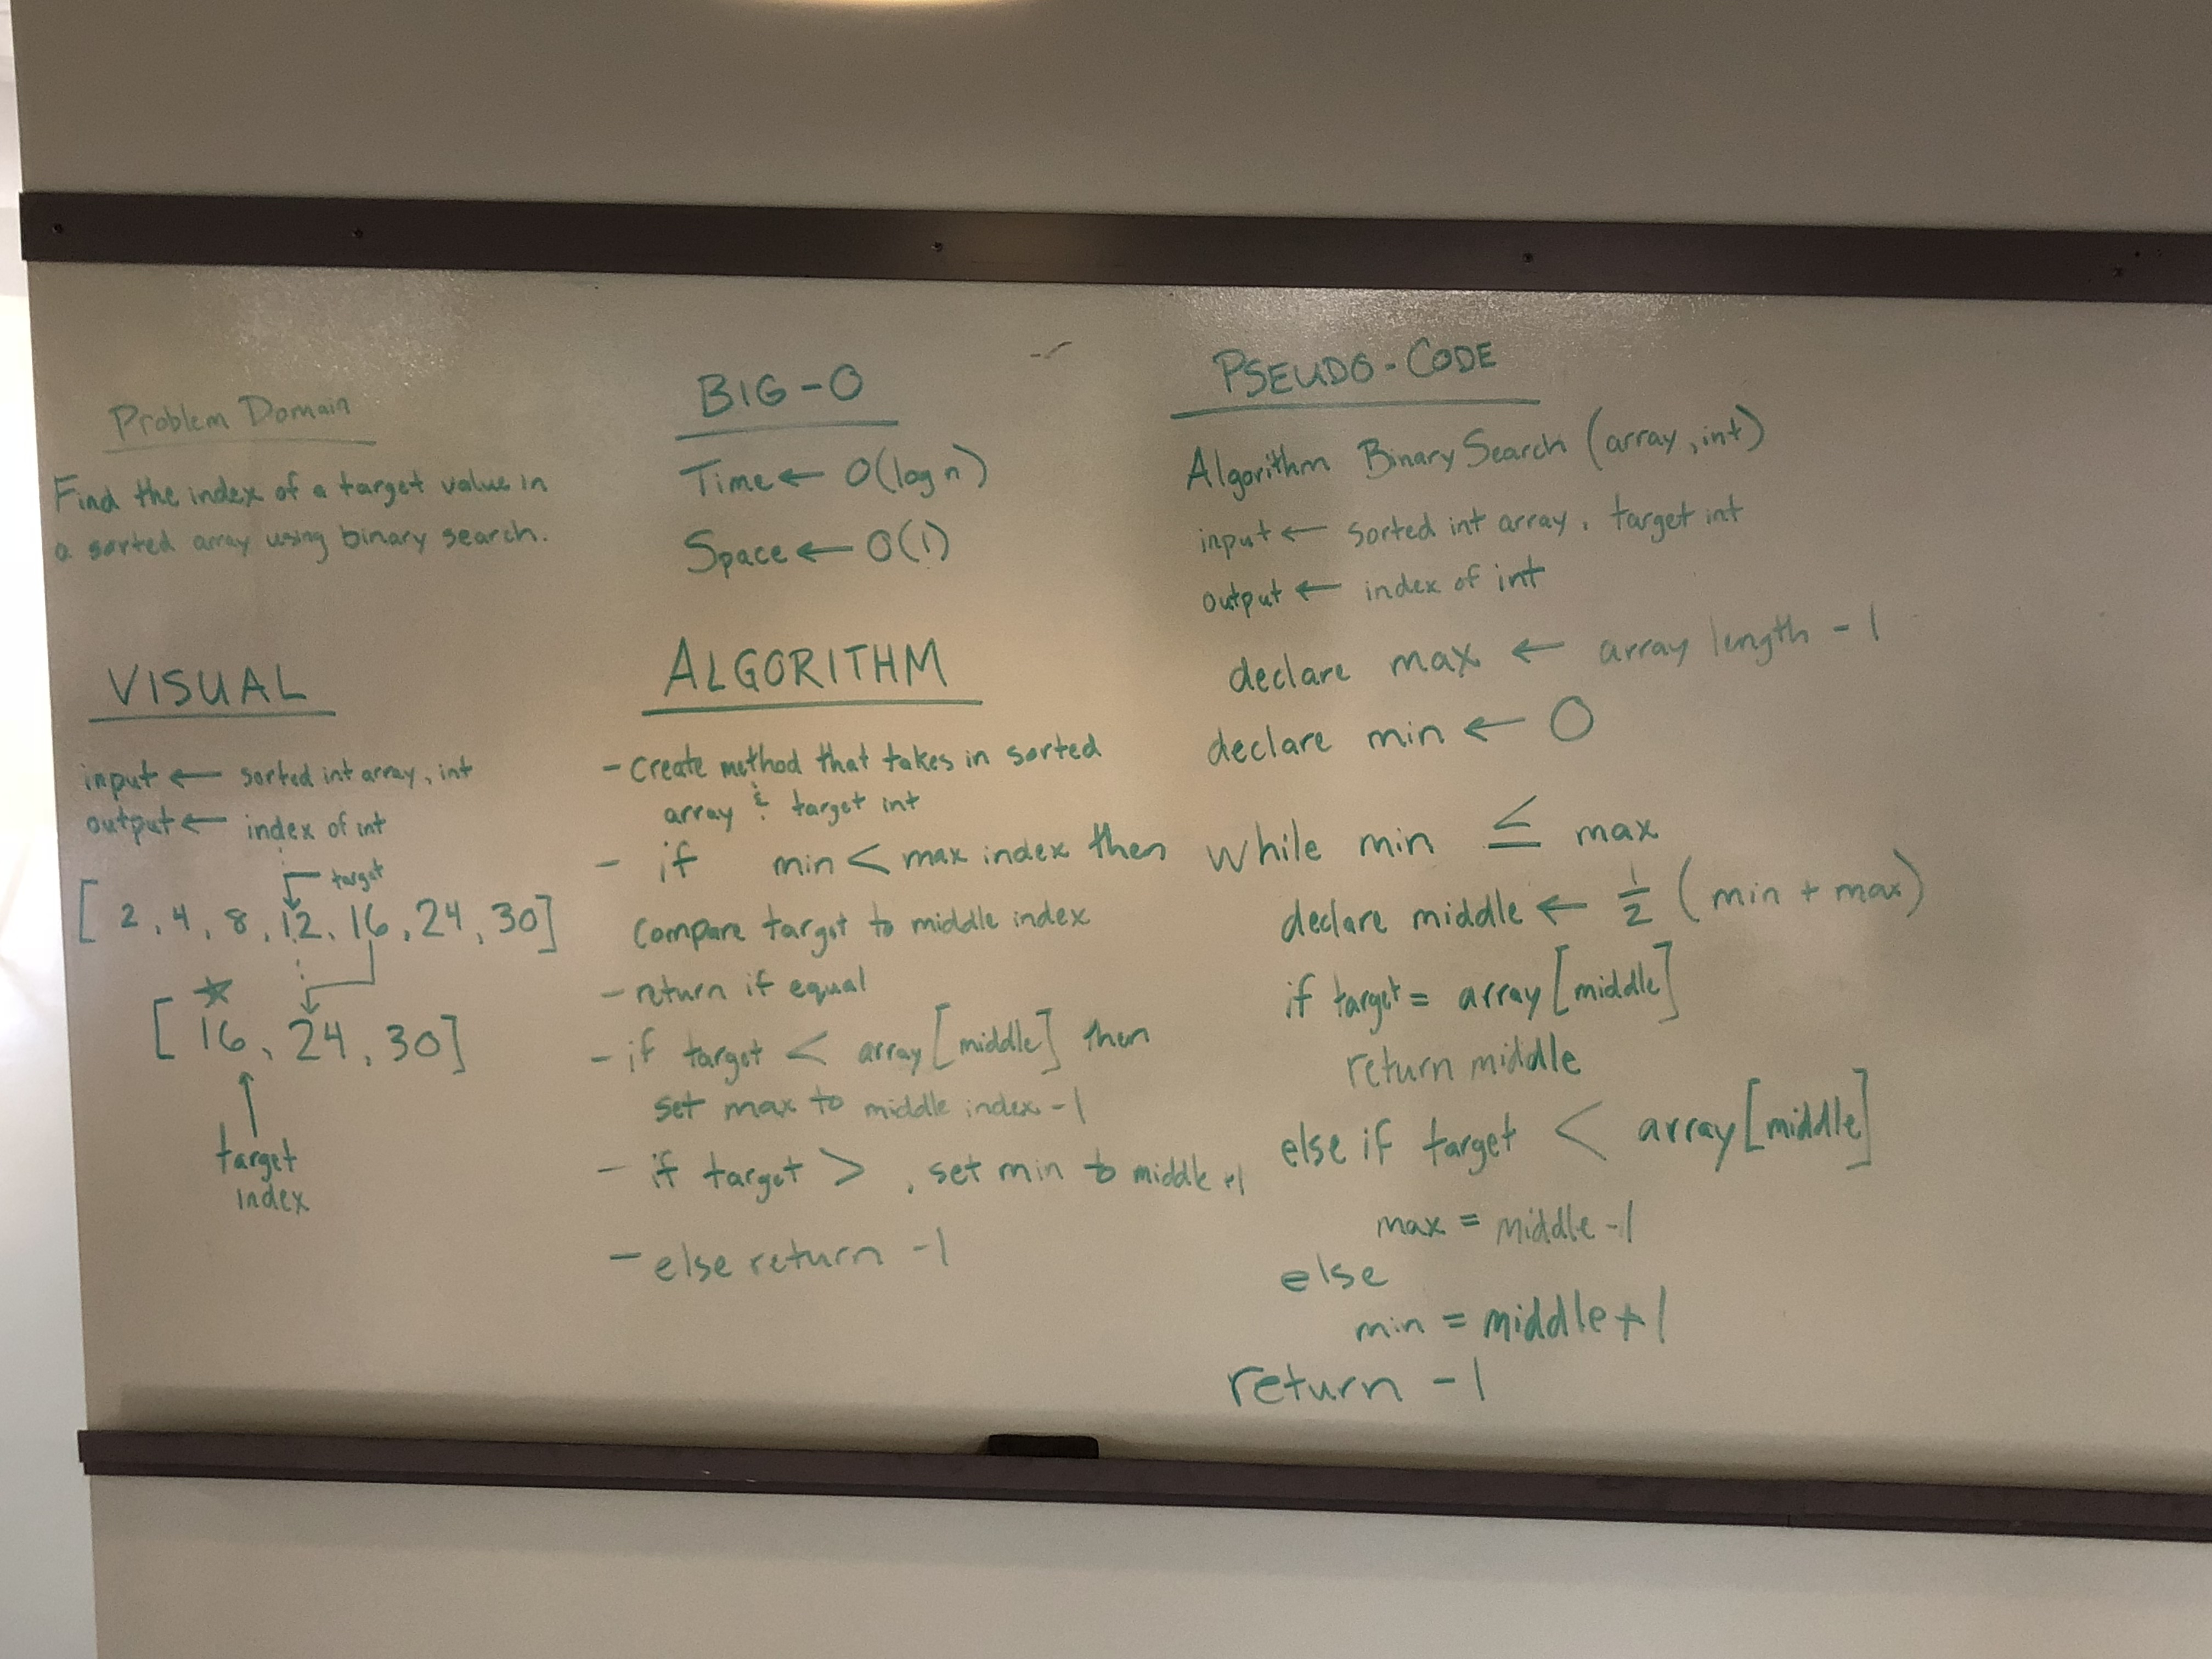 Problem Domain
Find the index of a target value in
a sorted array using binary search.
VISUAL
input ← sorted int array, int
output ← index of int
target
[2, 4, 8, 12, 16, 24, 30]
[16, 24, 30]
target
index
BIG-O
Time ← O(log n)
Space ← O(1)
ALGORITHM
- Create method that takes in sorted
array & target int
- if min < max index then
compare target to middle index
- return if equal
- if target < array[middle] then
set max to middle index -1
- if target > , set min to middle +1
- else return -1
PSEUDO-CODE
Algorithm BinarySearch (array, int)
input ← sorted int array, target int
output ← index of int
declare max ← array length - 1
declare min ← 0
while min ≤ max
declare middle ← 1/2 (min + max)
if target = array[middle]
return middle
else if target < array[middle]
max = middle -1
else
min = middle +1
return -1